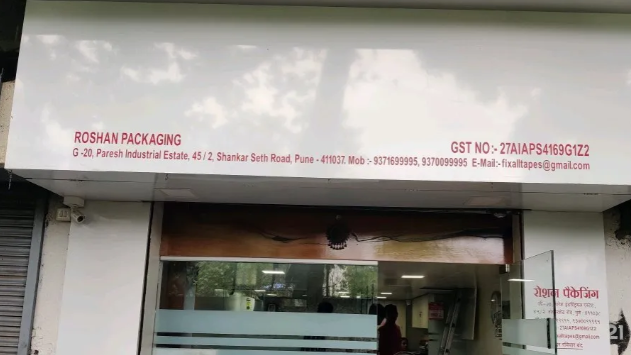 ROSHAN PACKAGING
GST NO:- 27AIAPS4169G1Z2
G -20, Paresh Industrial Estate, 45 / 2, Shankar Seth Road, Pune - 411037. Mob :- 9371699995, 9370099995 E-Mail:- fixalltapes@gmail.com
रोशन पॅकेजिंग
27AIAPS4169G1Z2